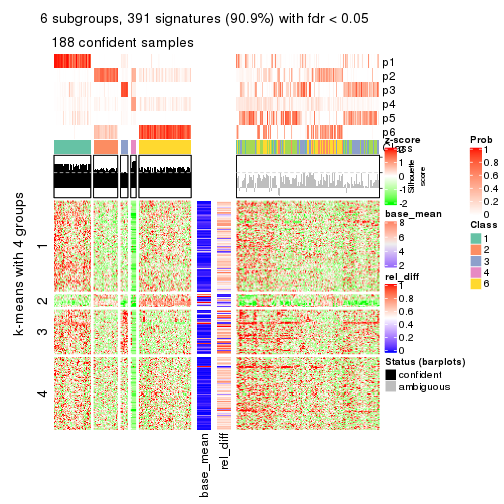 6 subgroups, 391 signatures (90.9%) with fdr < 0.05
188 confident samples
p1
p2
p3
p4
p5
p6
Silhouette
score
k-means with 4 groups
1
2
3
4
base_mean
rel_diff
z-score
2
1
0
-1
-2
base_mean
8
6
4
2
rel_diff
1
0.8
0.6
0.4
0.2
0
Status (barplots)
confident
ambiguous
Prob
1
0.8
0.6
0.4
0.2
0
Class
1
2
3
4
6